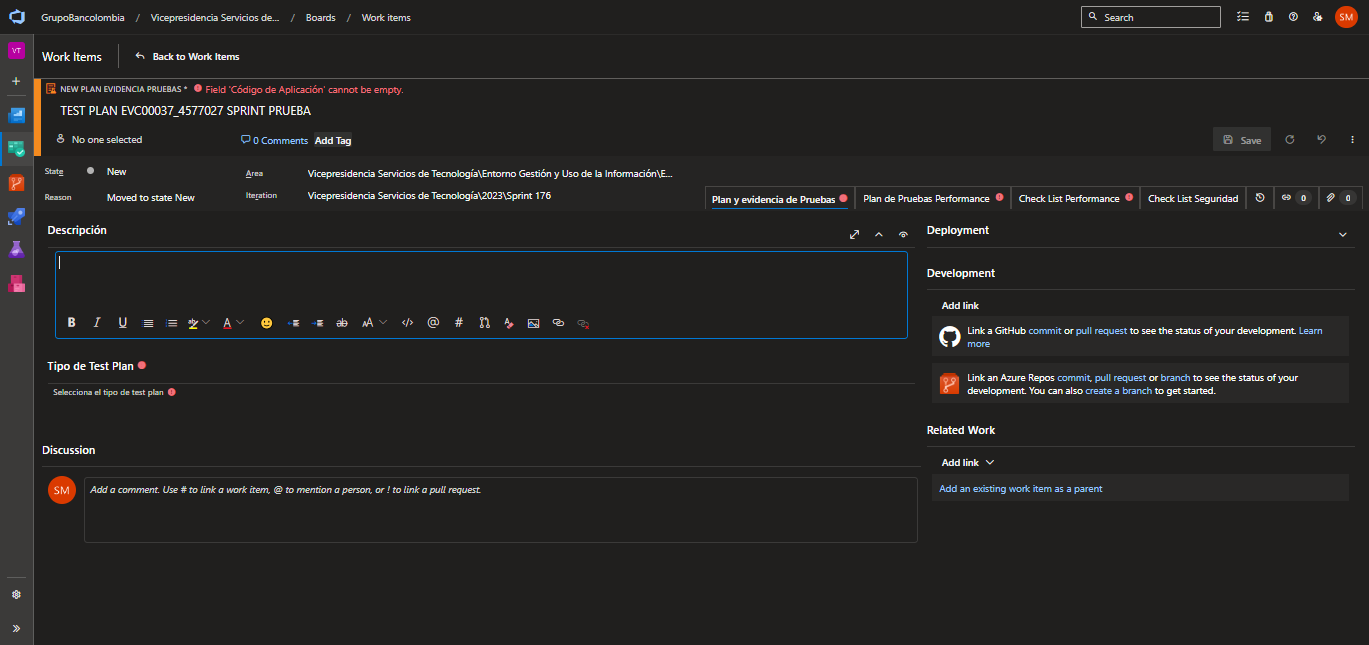 GrupoBancolombia / Vicepresidencia Servicios de... / Boards / Work items
Search
SM
VT
Work Items
Back to Work Items
NEW PLAN EVIDENCIA PRUEBAS * Field 'Código de Aplicación' cannot be empty.
TEST PLAN EVC00037_4577027 SPRINT PRUEBA
No one selected
0 Comments
Add Tag
Save
State
New
Area
Vicepresidencia Servicios de Tecnología\Entorno Gestión y Uso de la Información\E...
Reason
Moved to state New
Iteration
Vicepresidencia Servicios de Tecnología\2023\Sprint 176
Plan y evidencia de Pruebas
Plan de Pruebas Performance
Check List Performance
Check List Seguridad
0
0
Descripción
Tipo de Test Plan
Selecciona el tipo de test plan
Discussion
SM
Add a comment. Use # to link a work item, @ to mention a person, or ! to link a pull request.
Deployment
Development
Add link
Link a GitHub commit or pull request to see the status of your development. Learn
more
Link an Azure Repos commit, pull request or branch to see the status of your
development. You can also create a branch to get started.
Related Work
Add link
Add an existing work item as a parent